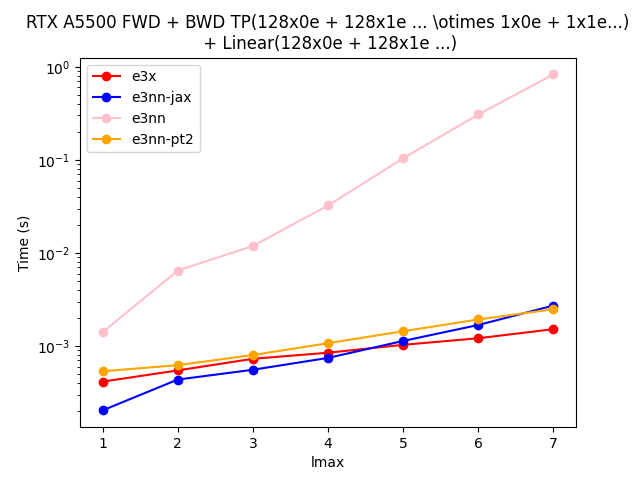 RTX A5500 FWD + BWD TP(128x0e + 128x1e ... \otimes 1x0e + 1x1e...)
+ Linear(128x0e + 128x1e ...)
e3x
e3nn-jax
e3nn
e3nn-pt2
Time (s)
10^0
10^-1
10^-2
10^-3
1 2 3 4 5 6 7
lmax